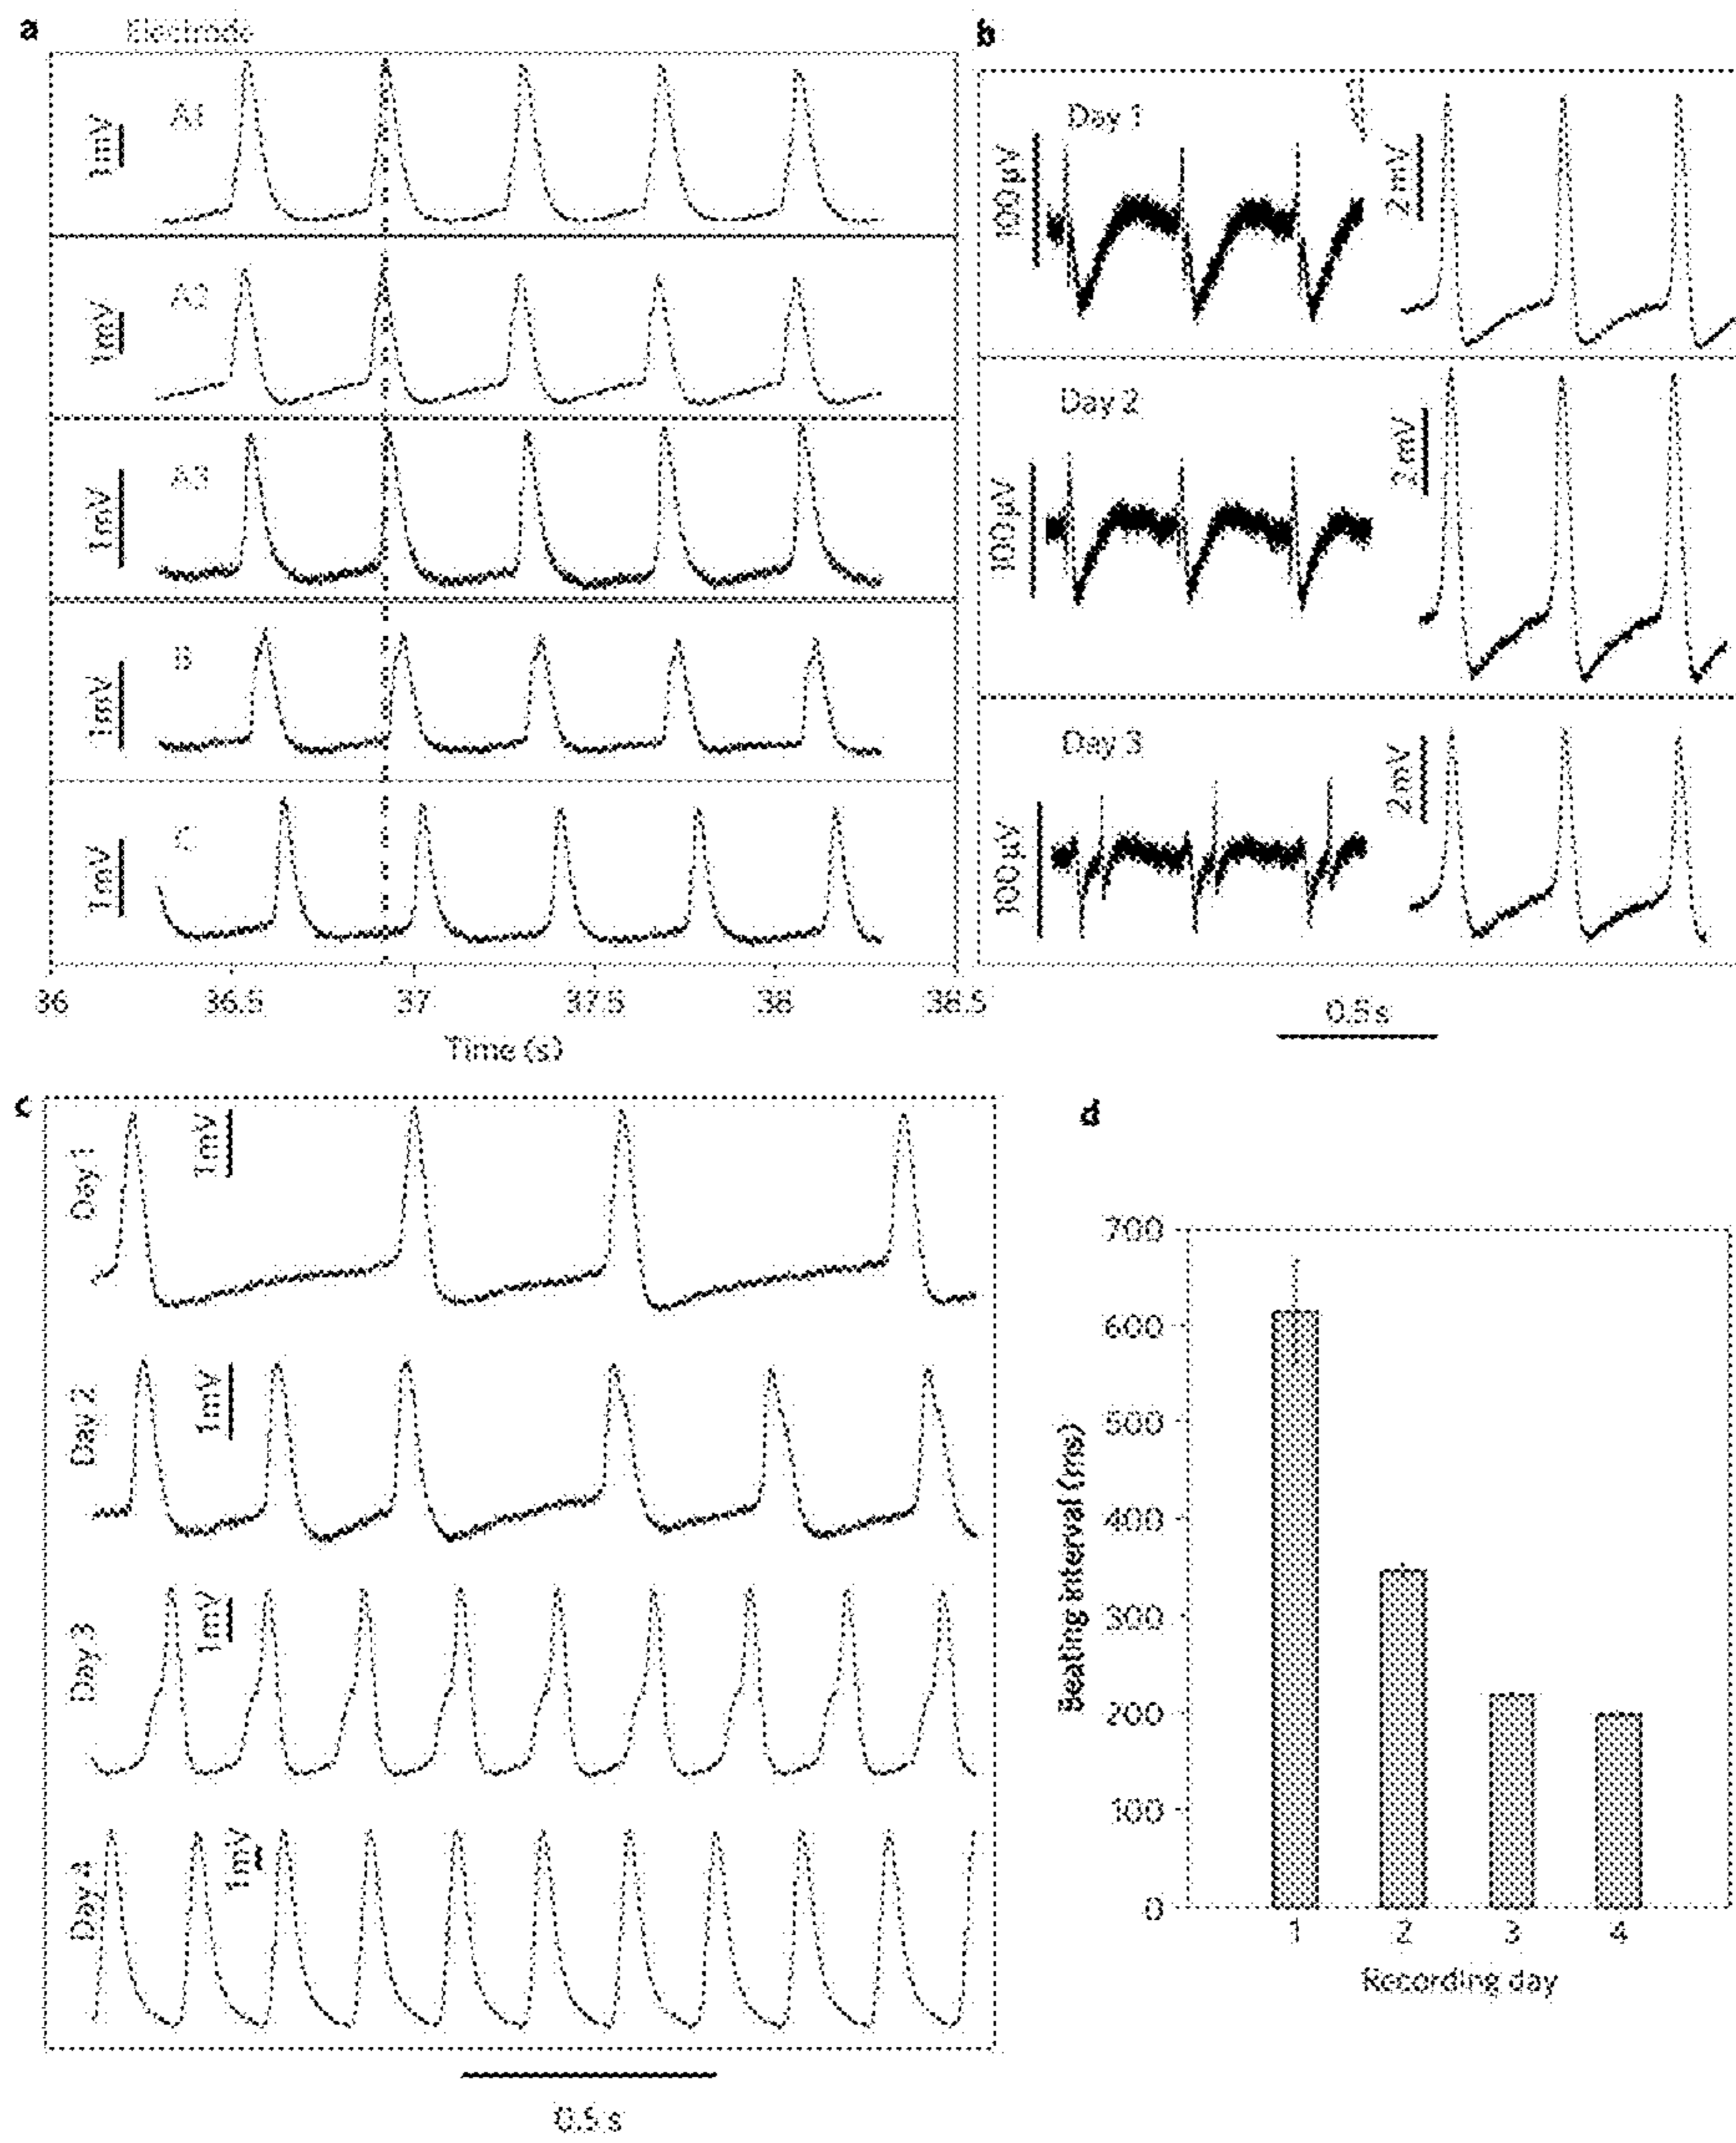 a
Electrode
A1
1mV
A2
1mV
A3
1mV
B
1mV
C
1mV
36 36.5 37 37.5 38 38.5
Time (s)
b
Day 1
100 μV
2 mV
Day 2
100 μV
2 mV
Day 3
100 μV
2 mV
0.5 s
c
Day 1
1mV
Day 2
1mV
Day 3
1mV
Day 4
1mV
0.5 s
d
700
600
500
400
300
200
100
0
Beating interval (ms)
1 2 3 4
Recording day